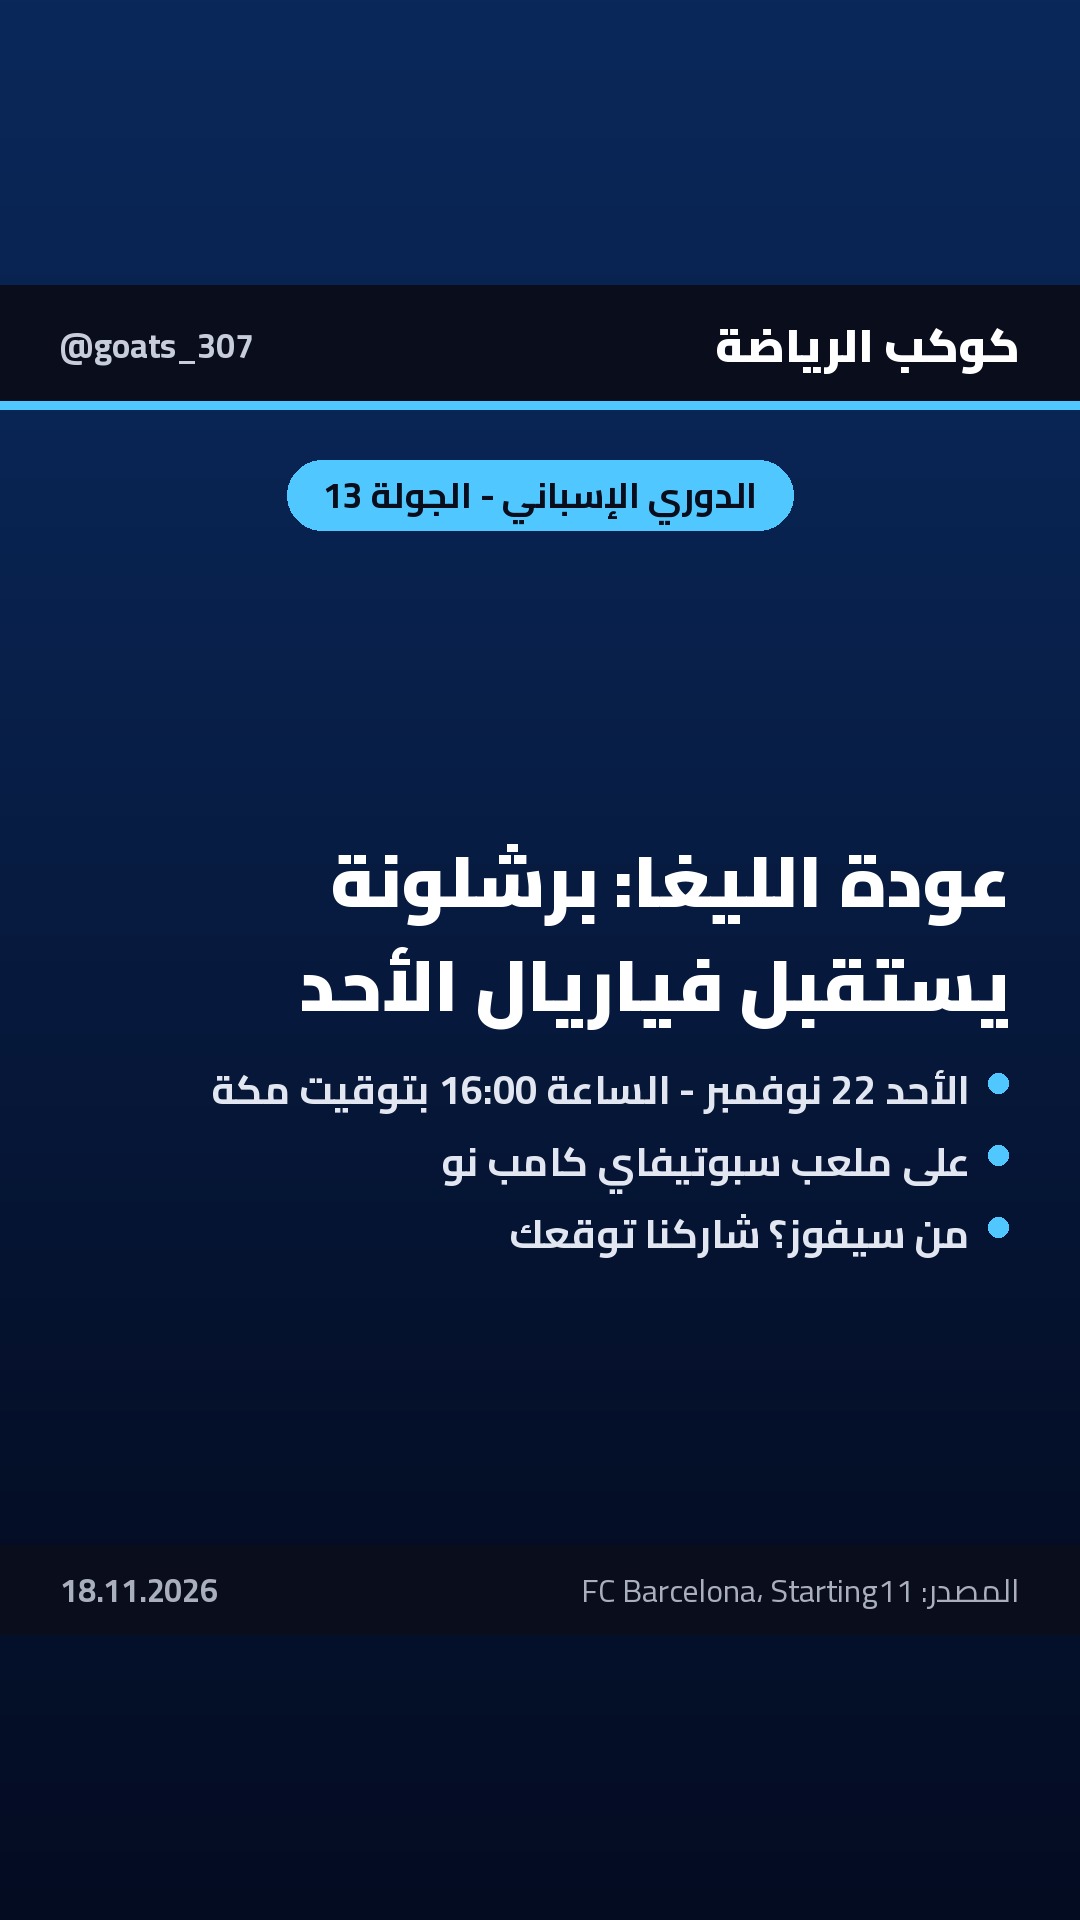 كوكب الرياضة
@goats_307
الدوري الإسباني - الجولة 13
عودة الليغا: برشلونة
يستقبل فياريال الأحد
الأحد 22 نوفمبر - الساعة 16:00 بتوقيت مكة
على ملعب سبوتيفاي كامب نو
من سيفوز؟ شاركنا توقعك
المصدر: FC Barcelona، Starting11
18.11.2026